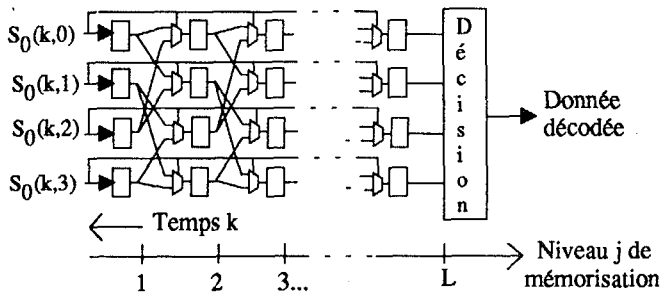 S₀(k,0)
S₀(k,1)
S₀(k,2)
S₀(k,3)
D
é
c
i
s
s
i
o
n
Donnée
décodée
Temps k
1 2 3... L
Niveau j de
mémorisation